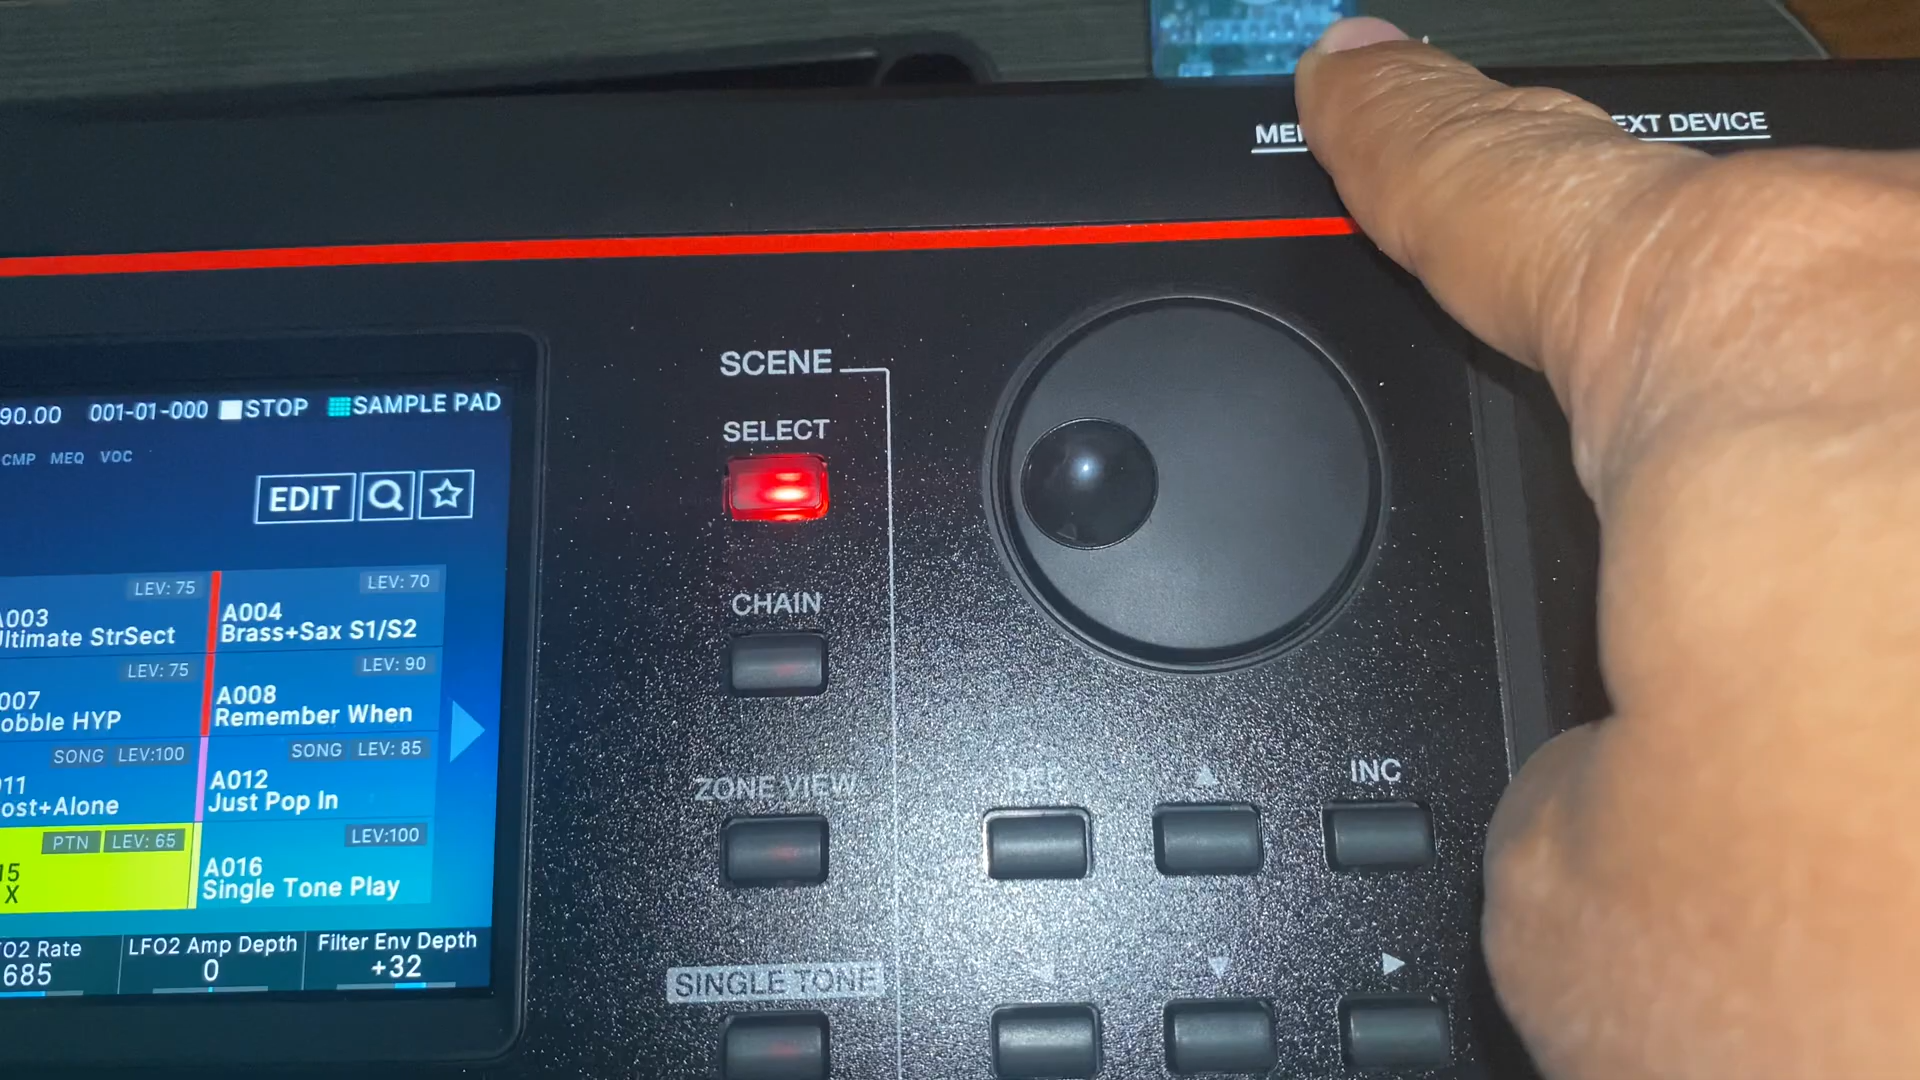 EXT DEVICE
SCENE
SELECT
CHAIN
ZONE VIEW
SINGLE TONE
DEC
INC
90.00 001-01-000 STOP SAMPLE PAD
CMP MEQ VOC
EDIT
LEV: 75
A003
ltimate StrSect
LEV: 70
A004
Brass+Sax S1/S2
LEV: 75
007
obble HYP
LEV: 90
A008
Remember When
SONG LEV:100
11
ost+Alone
SONG LEV: 85
A012
Just Pop In
PTN LEV: 65
15
X
LEV:100
A016
Single Tone Play
FO2 Rate
685
LFO2 Amp Depth
0
Filter Env Depth
+32